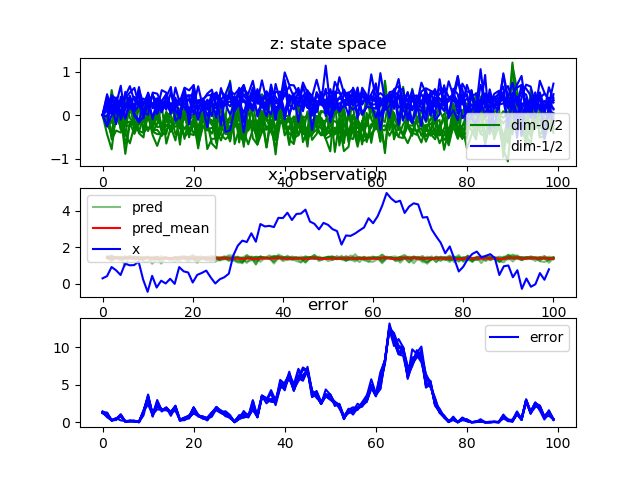 z: state space
1
0
−1
dim-0/2
dim-1/2
0 20 40 60 80 100
x: observation
4
2
0
pred
pred_mean
x
0 20 40 60 80 100
error
10
5
0
error
0 20 40 60 80 100